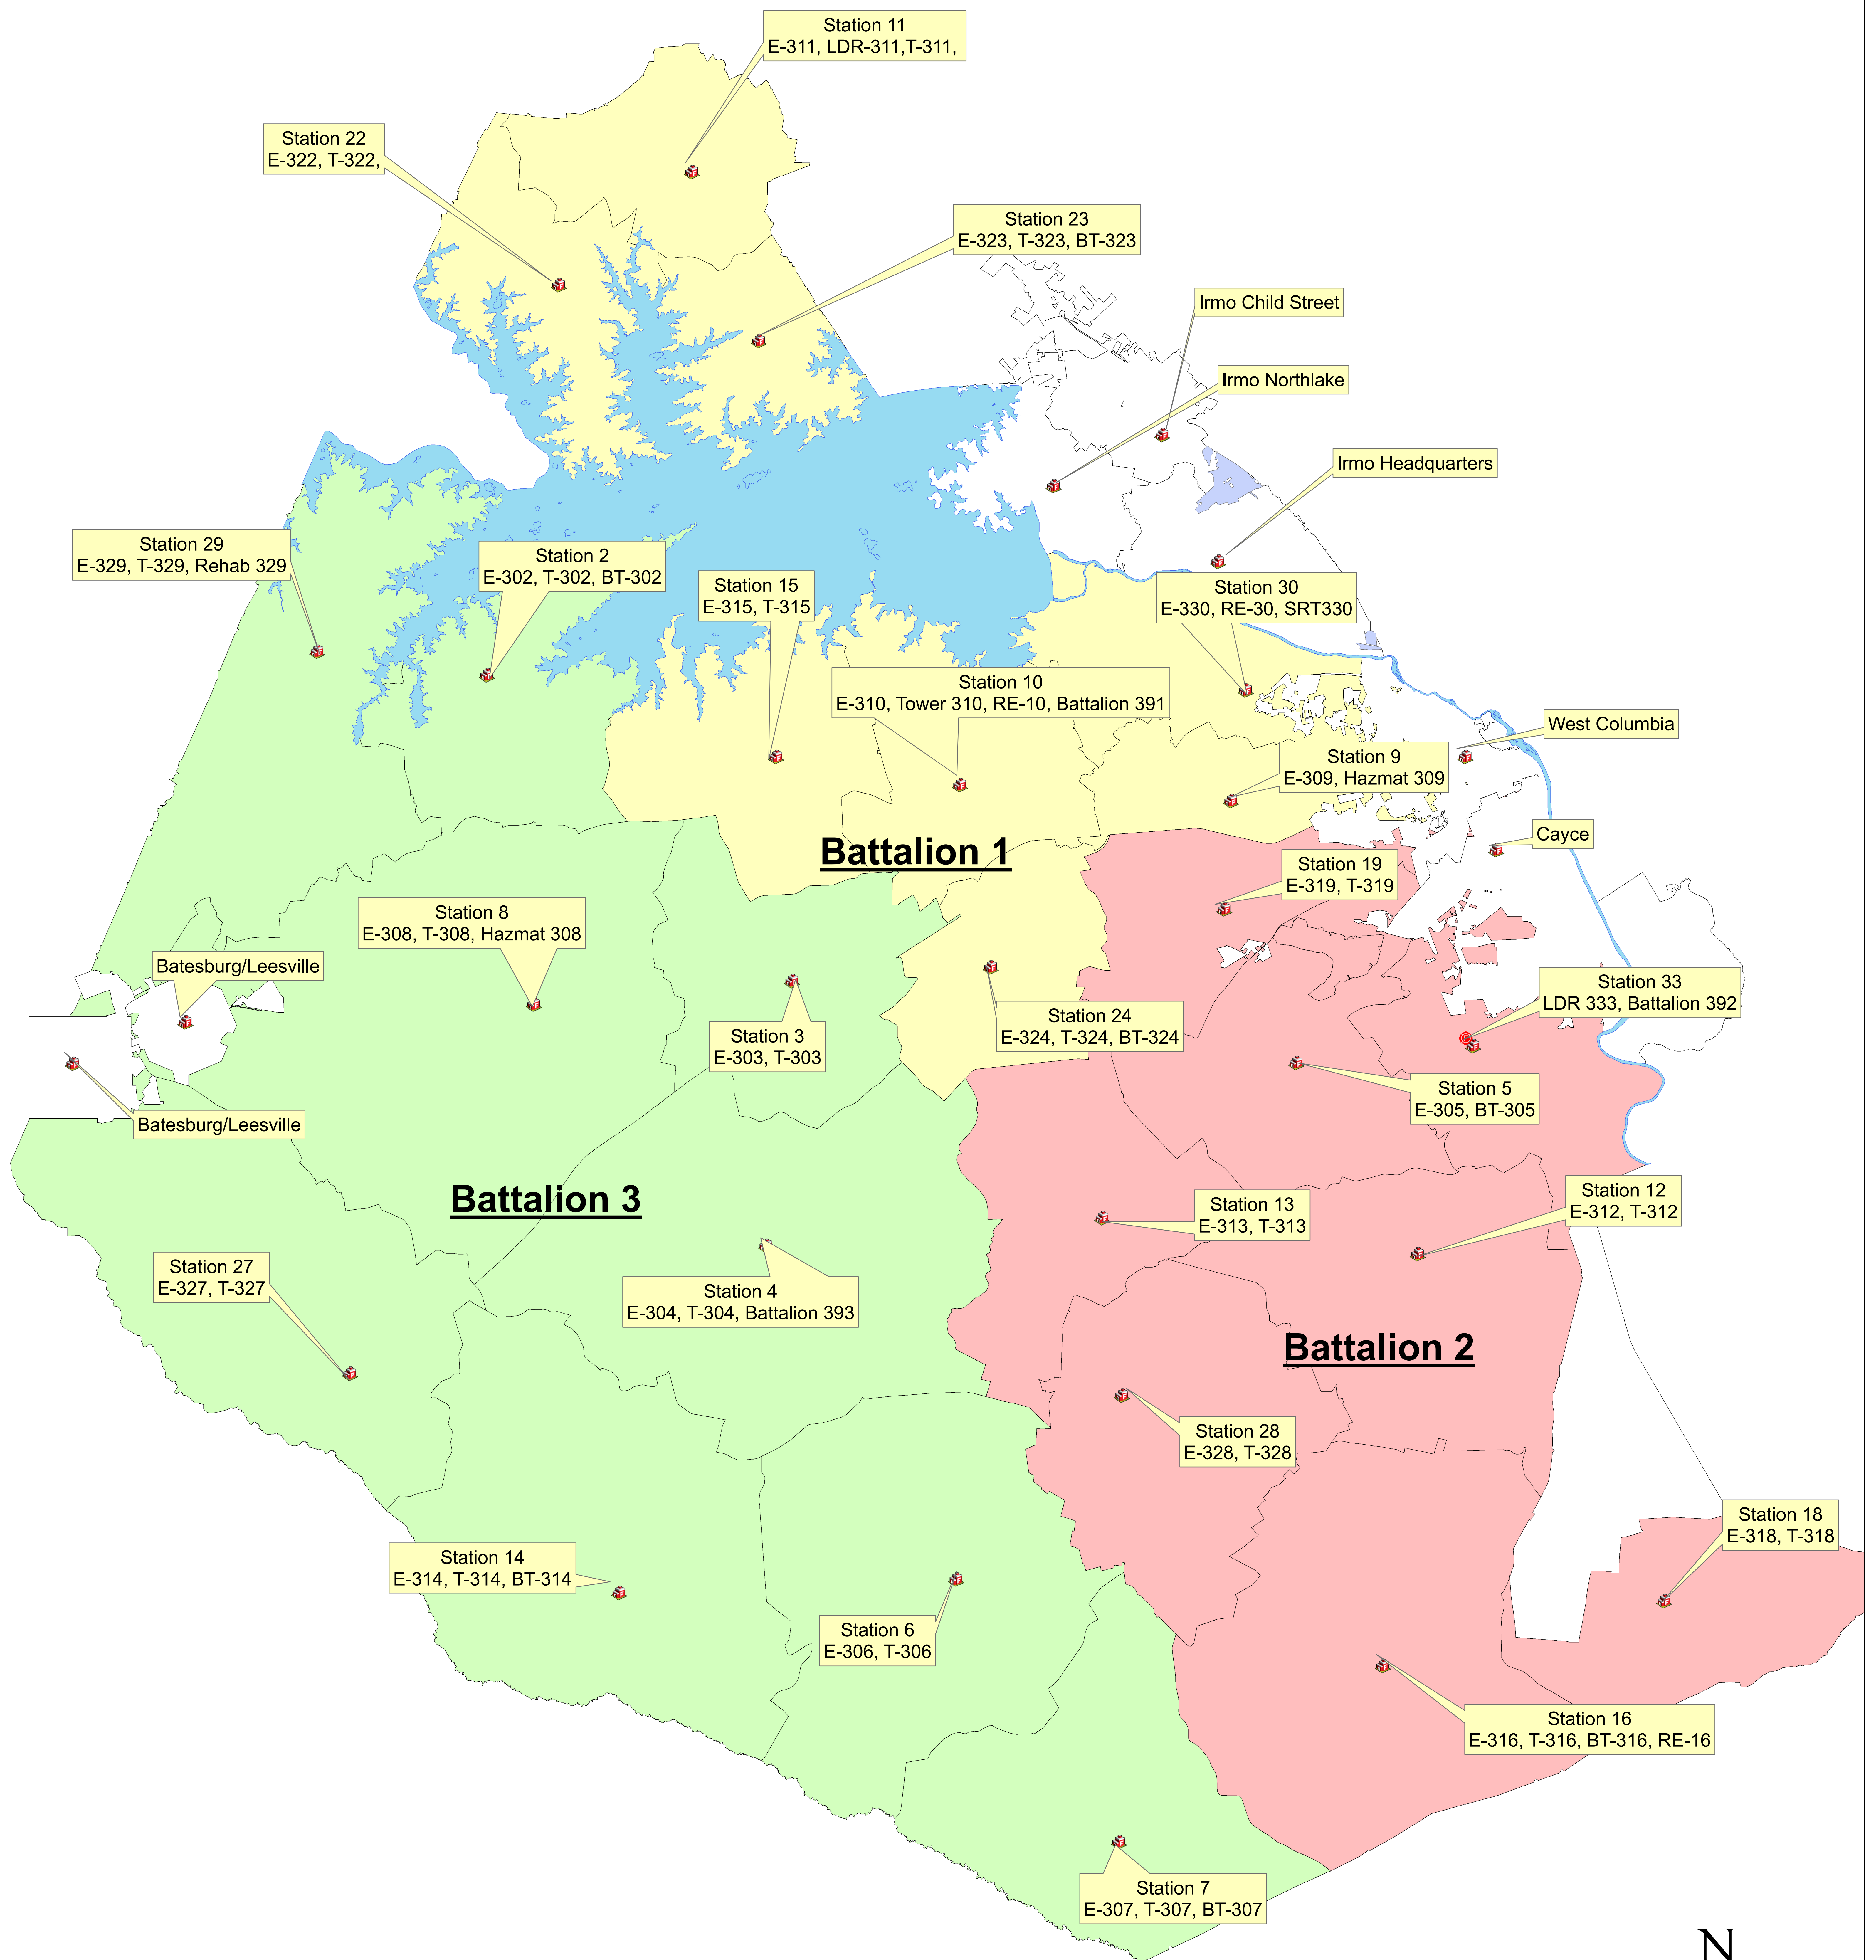 Station 11
E-311, LDR-311,T-311,
Station 22
E-322, T-322,
Station 23
E-323, T-323, BT-323
Irmo Child Street
Irmo Northlake
Irmo Headquarters
Station 29
E-329, T-329, Rehab 329
Station 2
E-302, T-302, BT-302
Station 15
E-315, T-315
Station 30
E-330, RE-30, SRT330
Station 10
E-310, Tower 310, RE-10, Battalion 391
West Columbia
Station 9
E-309, Hazmat 309
Cayce
Battalion 1
Station 19
E-319, T-319
Station 8
E-308, T-308, Hazmat 308
Batesburg/Leesville
Station 33
LDR 333, Battalion 392
Station 24
E-324, T-324, BT-324
Station 3
E-303, T-303
Station 5
E-305, BT-305
Batesburg/Leesville
Battalion 3
Station 12
E-312, T-312
Station 13
E-313, T-313
Station 27
E-327, T-327
Station 4
E-304, T-304, Battalion 393
Battalion 2
Station 28
E-328, T-328
Station 18
E-318, T-318
Station 14
E-314, T-314, BT-314
Station 6
E-306, T-306
Station 16
E-316, T-316, BT-316, RE-16
Station 7
E-307, T-307, BT-307
N